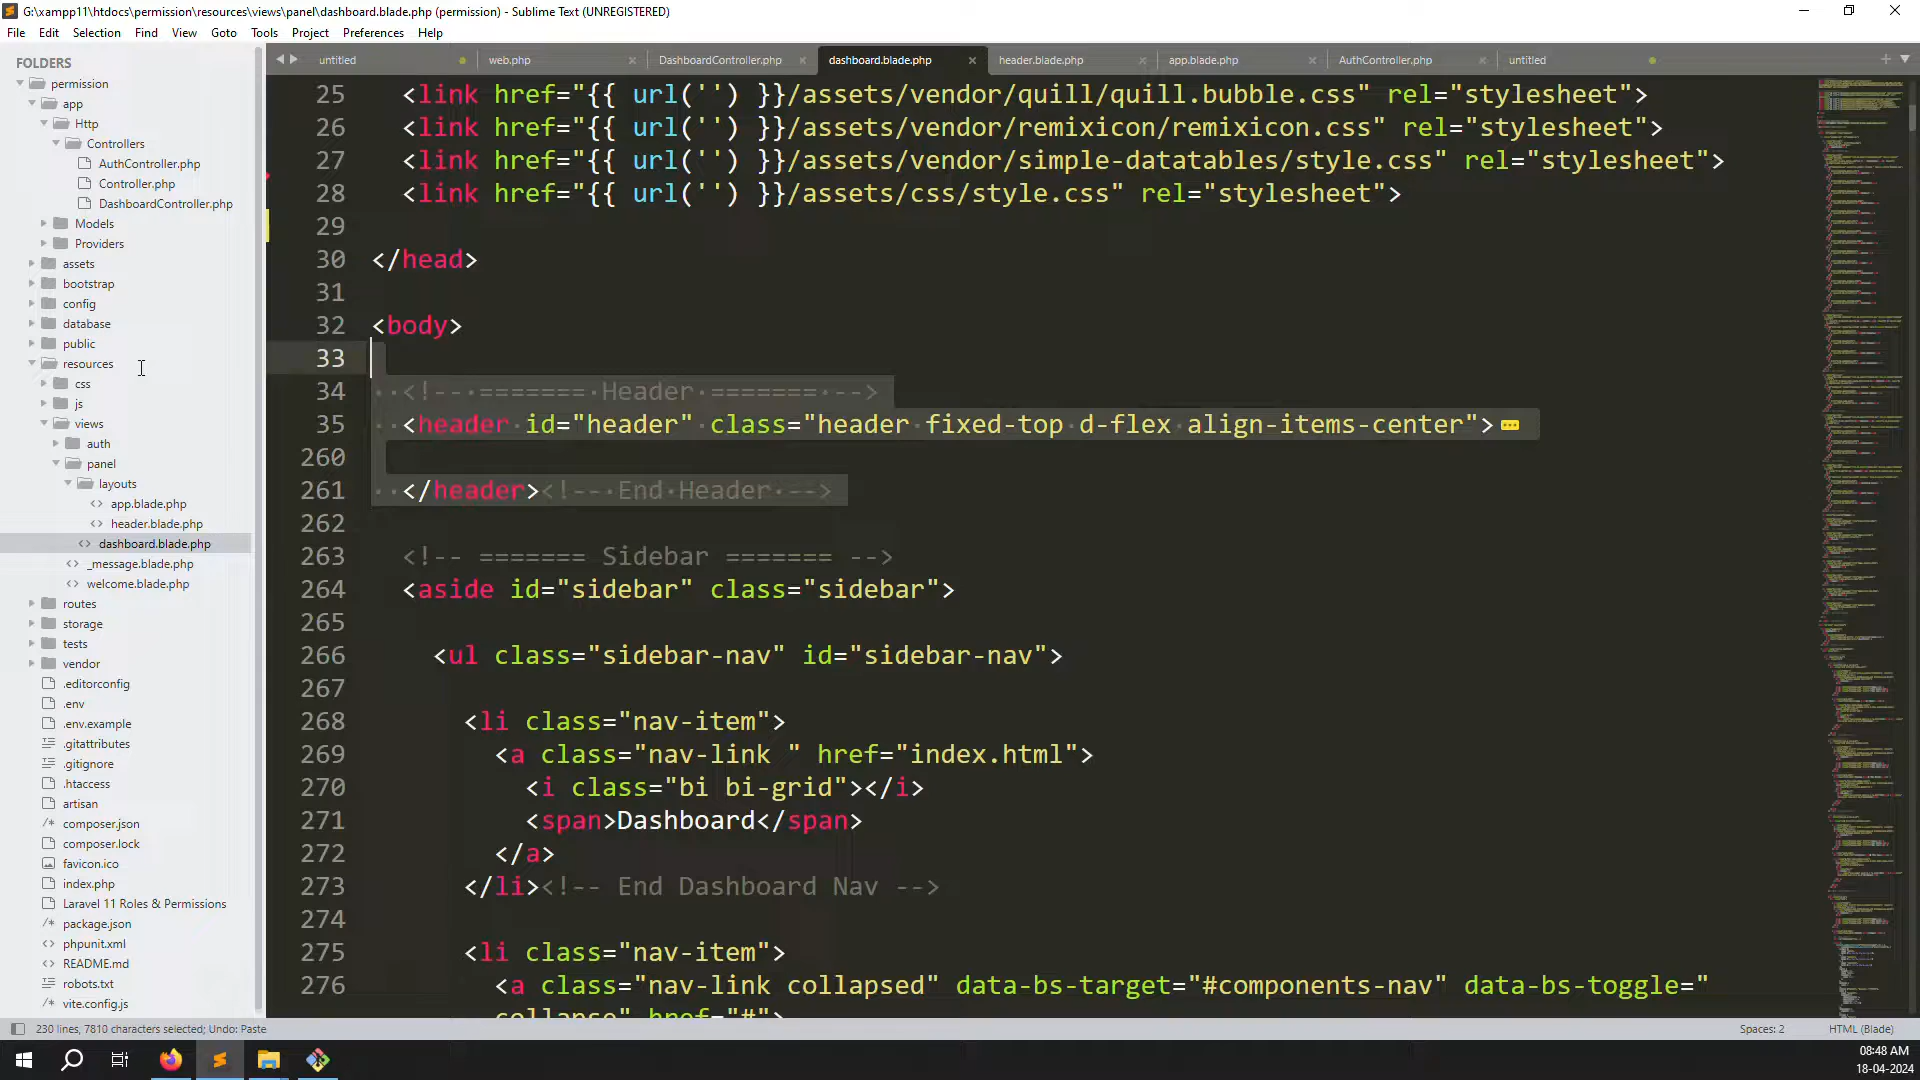 G:\xampp11\htdocs\permission\resources\views\panel\dashboard.blade.php (permission) - Sublime Text (UNREGISTERED)
File Edit Selection Find View Goto Tools Project Preferences Help
FOLDERS
permission
app
Http
Controllers
AuthController.php
Controller.php
DashboardController.php
Models
Providers
assets
bootstrap
config
database
public
resources
css
js
views
auth
panel
layouts
app.blade.php
header.blade.php
dashboard.blade.php
_message.blade.php
welcome.blade.php
routes
storage
tests
vendor
.editorconfig
.env
.env.example
.gitattributes
.gitignore
.htaccess
artisan
composer.json
composer.lock
favicon.ico
index.php
Laravel 11 Roles & Permissions
package.json
phpunit.xml
README.md
robots.txt
vite.config.js
untitled web.php DashboardController.php dashboard.blade.php header.blade.php app.blade.php AuthController.php untitled
25 <link href="{{ url('') }}/assets/vendor/quill/quill.bubble.css" rel="stylesheet">
26 <link href="{{ url('') }}/assets/vendor/remixicon/remixicon.css" rel="stylesheet">
27 <link href="{{ url('') }}/assets/vendor/simple-datatables/style.css" rel="stylesheet">
28 <link href="{{ url('') }}/assets/css/style.css" rel="stylesheet">
29
30 </head>
31
32 <body>
33
34 <!-- ======= Header ======= -->
35 <header id="header" class="header fixed-top d-flex align-items-center">
260
261 </header><!-- End Header -->
262
263 <!-- ======= Sidebar ======= -->
264 <aside id="sidebar" class="sidebar">
265
266 <ul class="sidebar-nav" id="sidebar-nav">
267
268 <li class="nav-item">
269 <a class="nav-link " href="index.html">
270 <i class="bi bi-grid"></i>
271 <span>Dashboard</span>
272 </a>
273 </li><!-- End Dashboard Nav -->
274
275 <li class="nav-item">
276 <a class="nav-link collapsed" data-bs-target="#components-nav" data-bs-toggle="
collapse" href="#">
230 lines, 7810 characters selected; Undo: Paste
Spaces: 2 HTML (Blade)
08:48 AM
18-04-2024